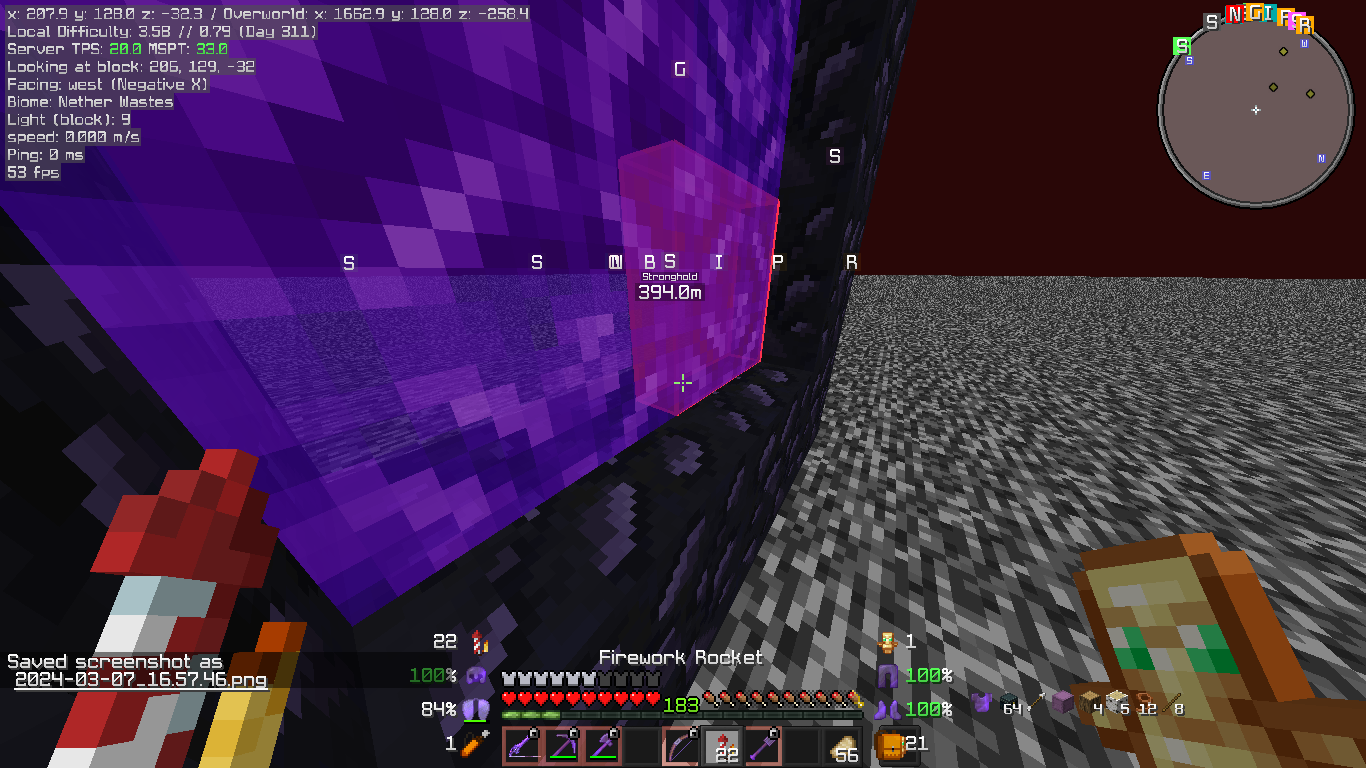 x: 207.9 y: 128.0 z: -32.3 / Overworld: x: 1662.9 y: 128.0 z: -258.4
Local Difficulty: 3.58 // 0.79 (Day 311)
Server TPS: 20.0 MSPT: 33.0
Looking at block: 206, 129, -32
Facing: west (Negative X)
Biome: Nether Wastes
Light (block): 9
speed: 0.000 m/s
Ping: 0 ms
53 fps
S N G I F R
S
S W
N
E
G
S
S S B S I P R
Stronghold
394.0m
22
1
Saved screenshot as
2024-03-07_16.57.46.png
Firework Rocket
100%
100%
84%
183
100%
64 4 5 12 8
1
22
56
21